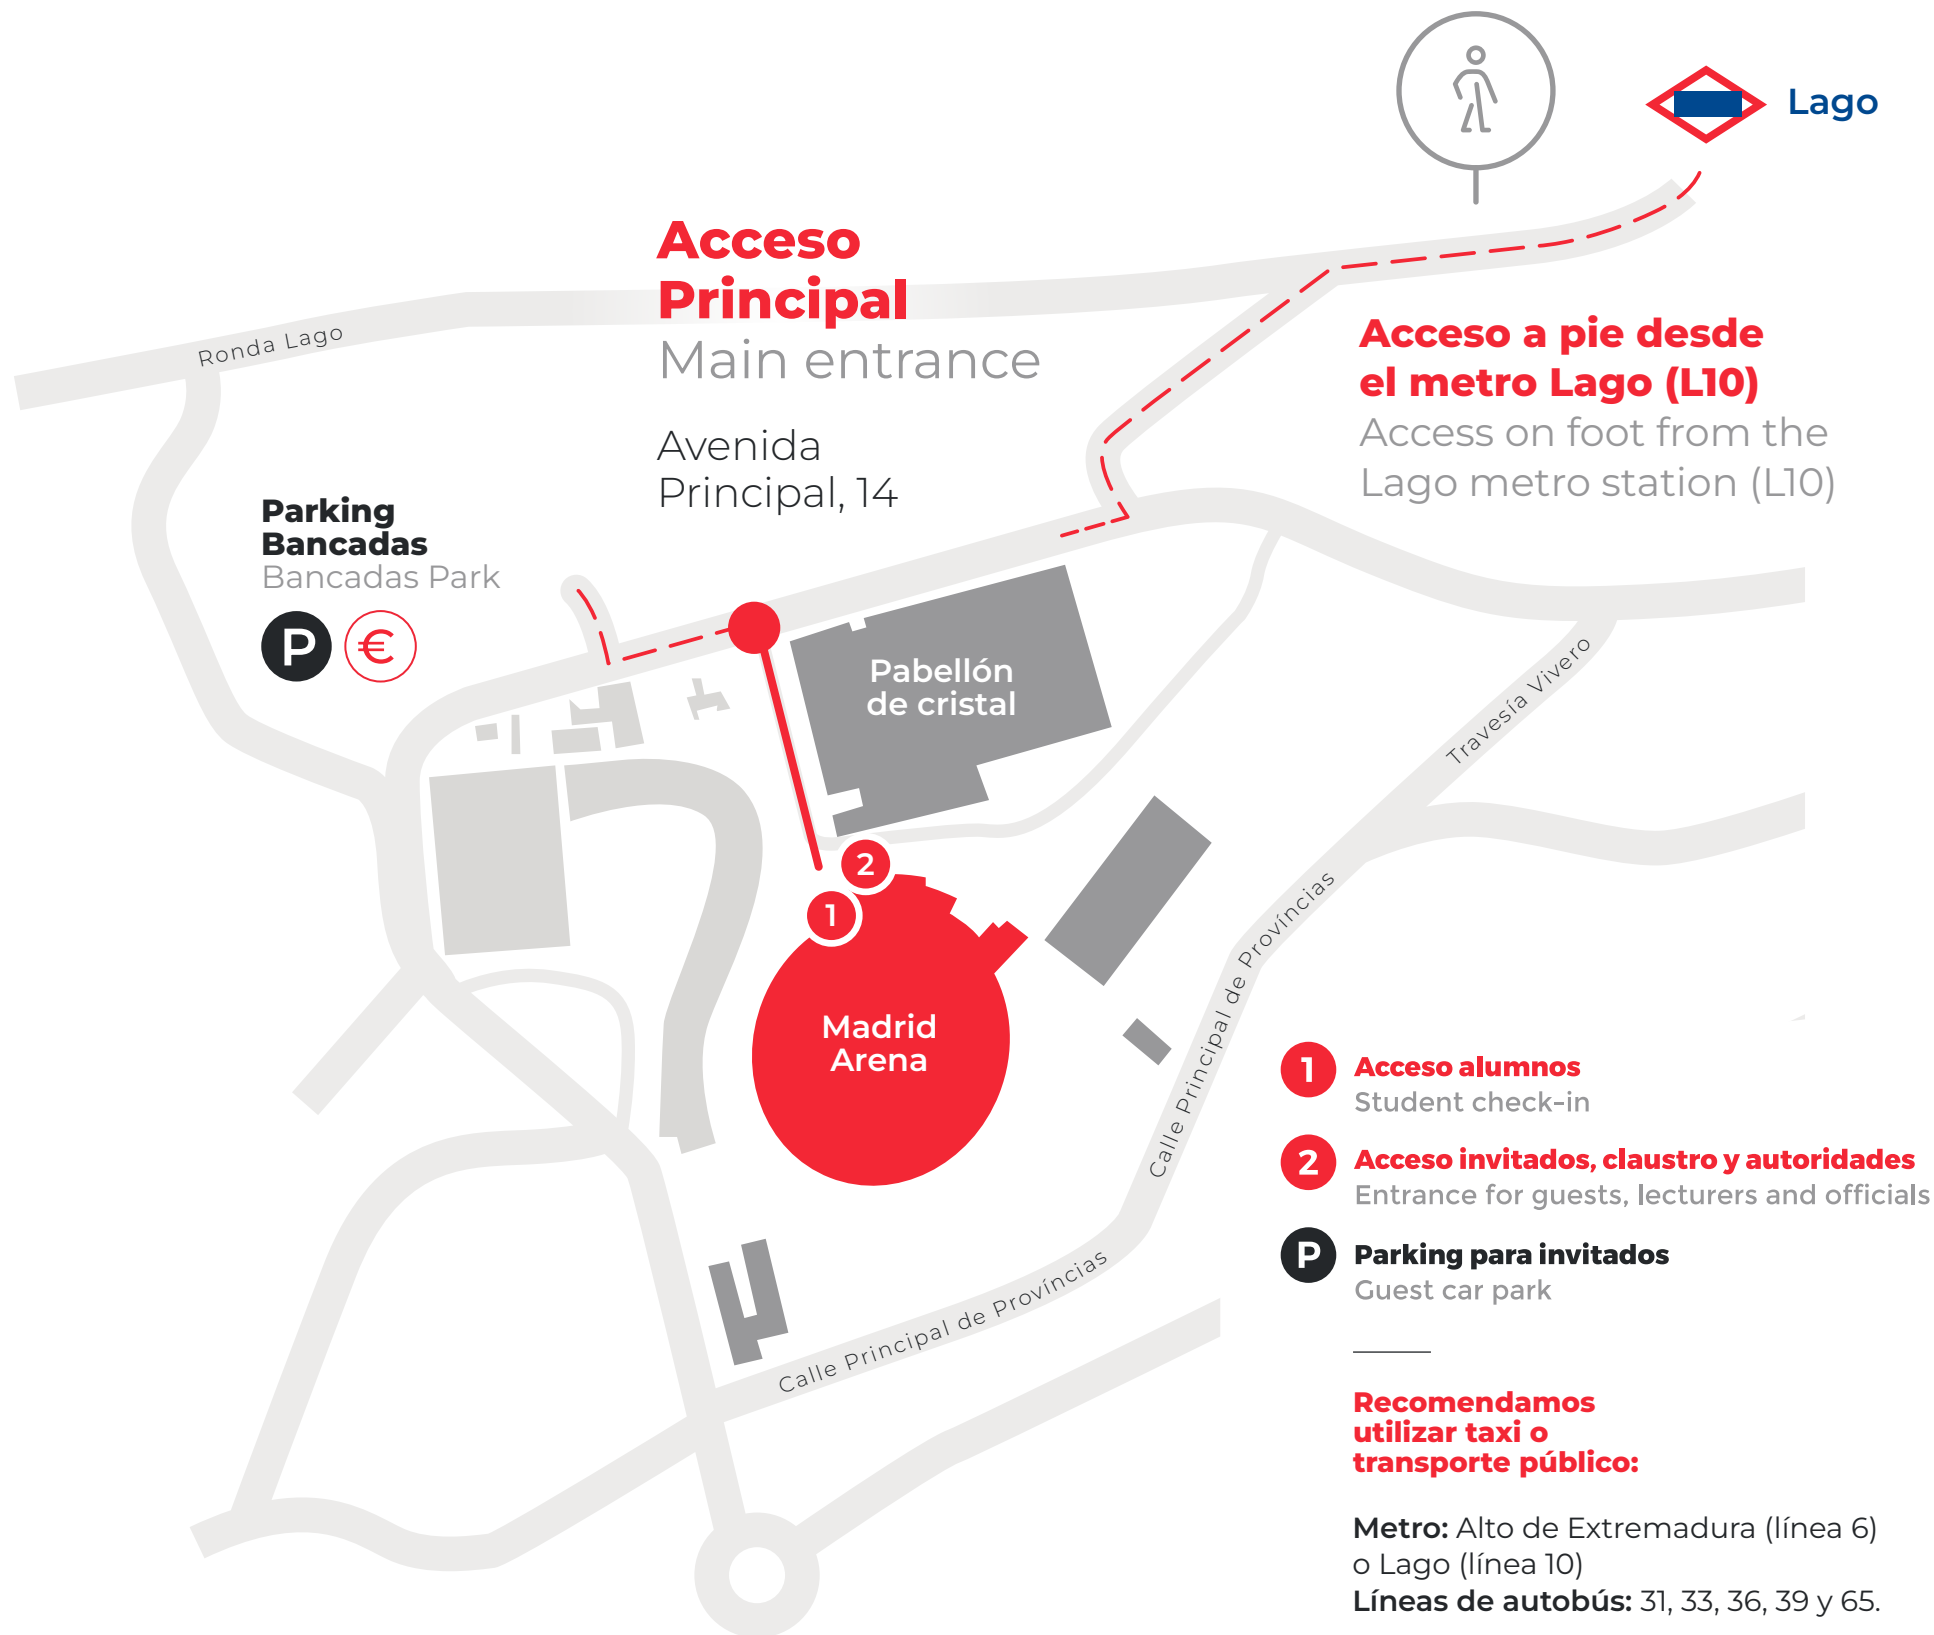 Lago
Acceso
Principal
Main entrance
Avenida
Principal, 14
Ronda Lago
Acceso a pie desde
el metro Lago (L10)
Access on foot from the
Lago metro station (L10)
Parking
Bancadas
Bancadas Park
P €
Pabellón
de cristal
Travesía Vivero
2
1
Madrid
Arena
Calle Principal de Províncias
Calle Principal de Províncias
1 Acceso alumnos
Student check-in
2 Acceso invitados, claustro y autoridades
Entrance for guests, lecturers and officials
P Parking para invitados
Guest car park
Recomendamos
utilizar taxi o
transporte público:
Metro: Alto de Extremadura (línea 6)
o Lago (línea 10)
Líneas de autobús: 31, 33, 36, 39 y 65.